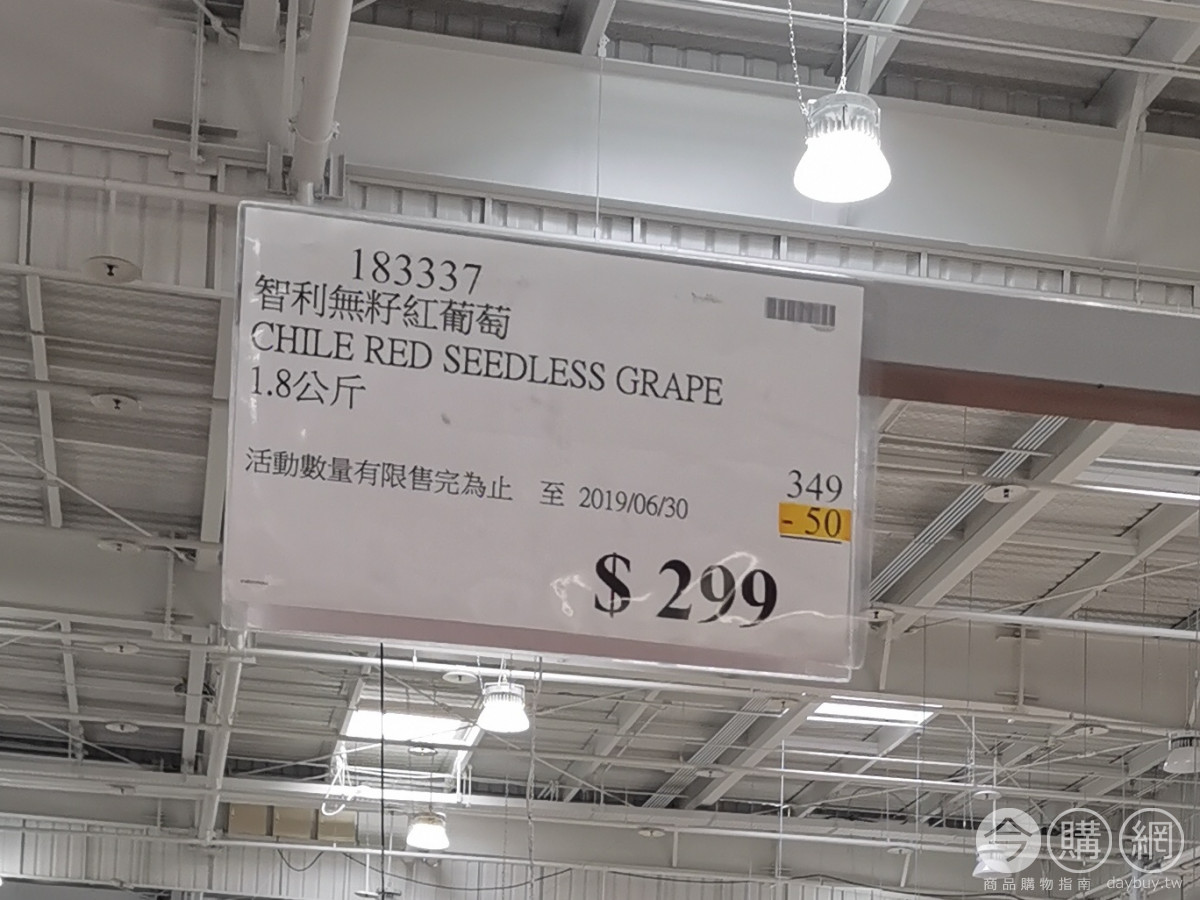 183337
智利無籽紅葡萄
CHILE RED SEEDLESS GRAPE
1.8公斤
活動數量有限售完為止 至 2019/06/30
349
- 50
$ 299
今購網
商品購物指南 daybuy.tw